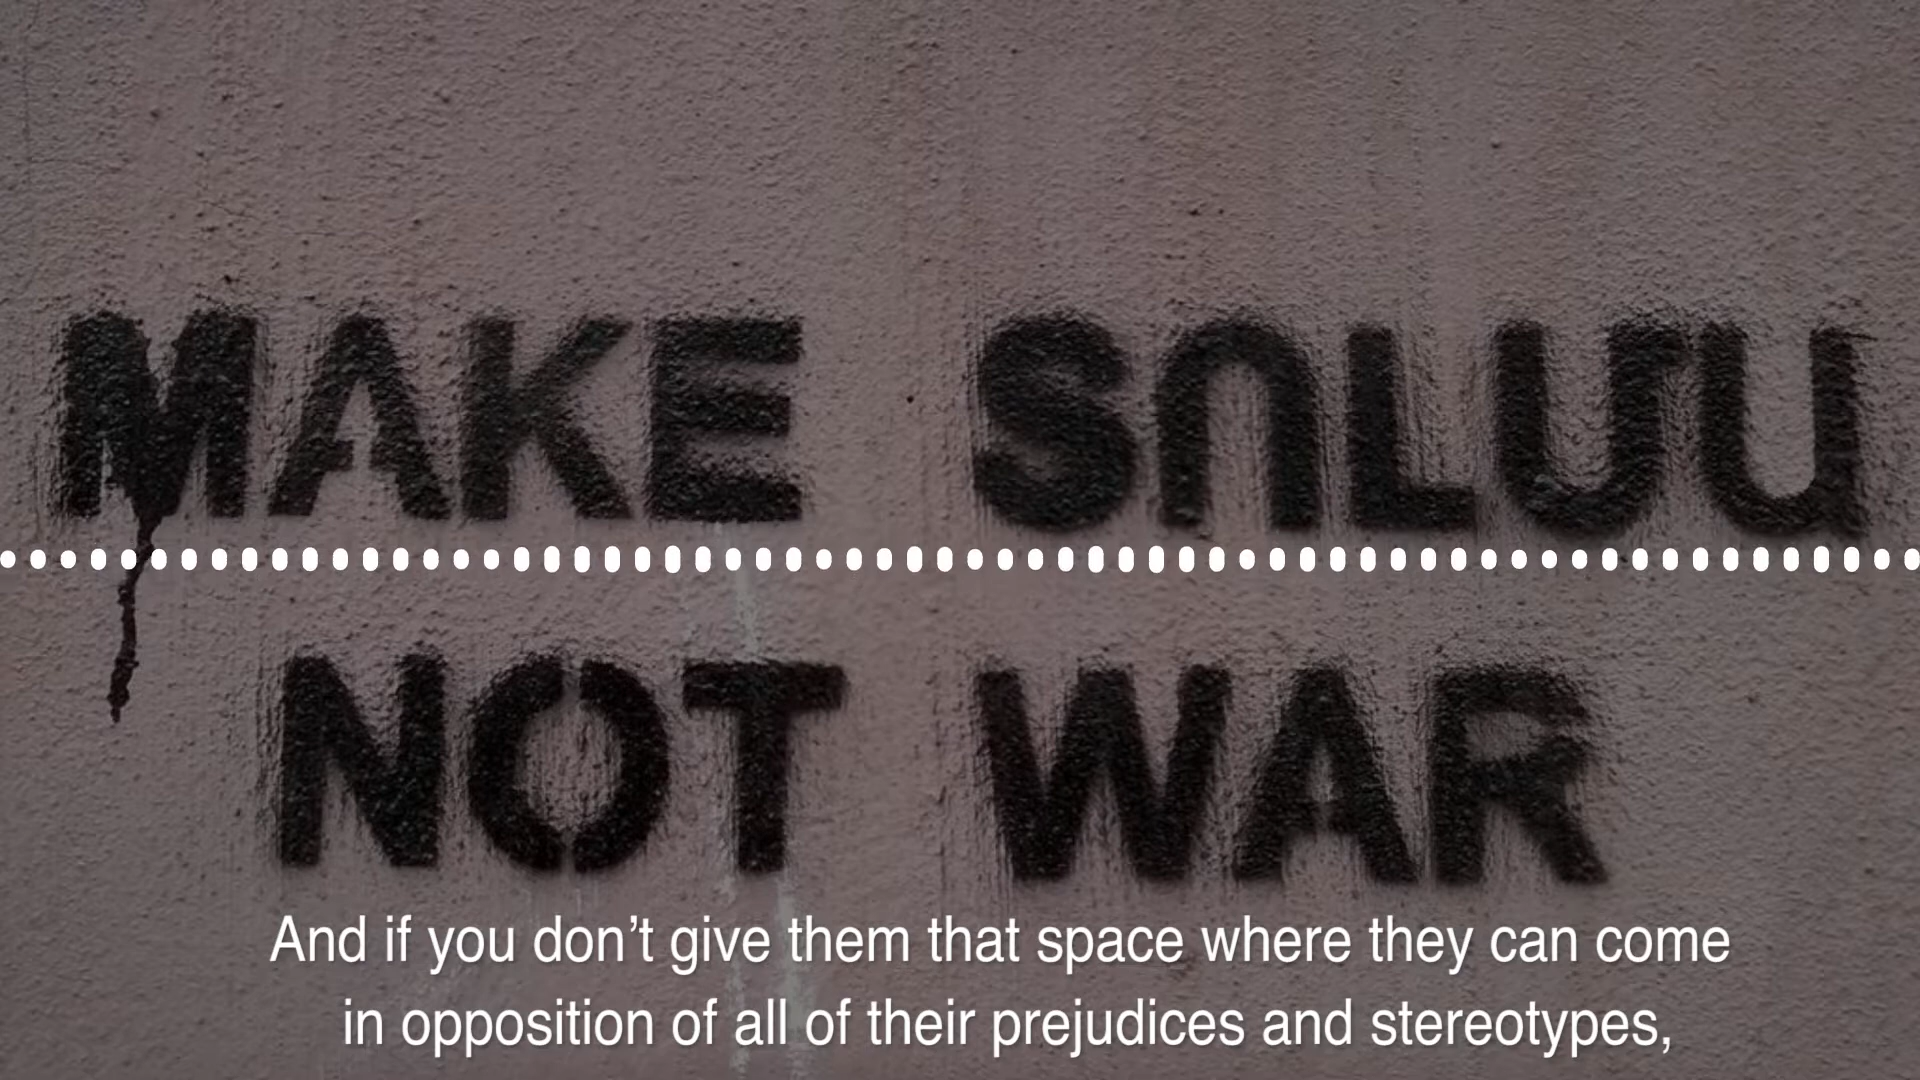 MAKE ՏՈԼՄԱ
NOT WAR
And if you don’t give them that space where they can come
in opposition of all of their prejudices and stereotypes,